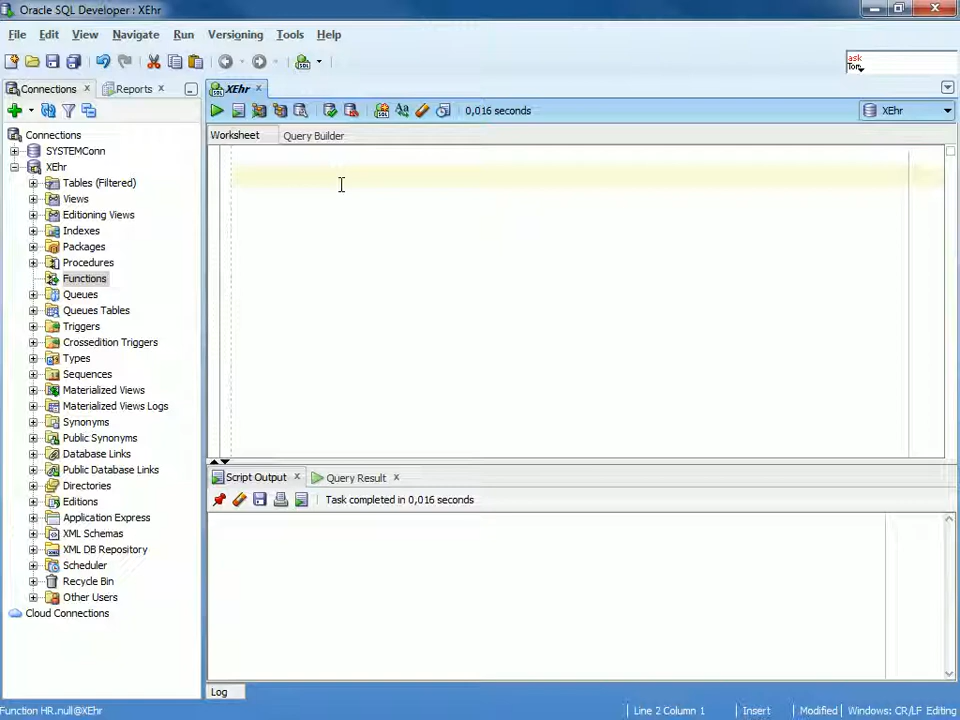 Oracle SQL Developer : XEhr
File Edit View Navigate Run Versioning Tools Help
ask
Tom
Connections
Reports
XEhr
0,016 seconds
XEhr
Worksheet
Query Builder
Connections
SYSTEMConn
XEhr
Tables (Filtered)
Views
Editioning Views
Indexes
Packages
Procedures
Functions
Queues
Queues Tables
Triggers
Crossedition Triggers
Types
Sequences
Materialized Views
Materialized Views Logs
Synonyms
Public Synonyms
Database Links
Public Database Links
Directories
Editions
Application Express
XML Schemas
XML DB Repository
Scheduler
Recycle Bin
Other Users
Cloud Connections
Script Output
Query Result
Task completed in 0,016 seconds
Log
Function HR.null@XEhr
Line 2 Column 1
Insert
Modified
Windows: CR/LF Editing